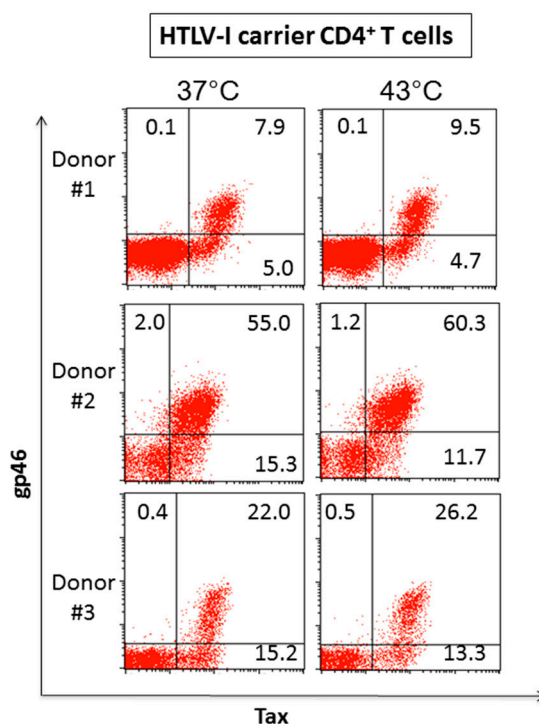 HTLV-I carrier CD4⁺ T cells
37°C 43°C
Donor #1
0.1 7.9 0.1 9.5
5.0 4.7
Donor #2
2.0 55.0 1.2 60.3
15.3 11.7
gp46
Donor #3
0.4 22.0 0.5 26.2
15.2 13.3
Tax